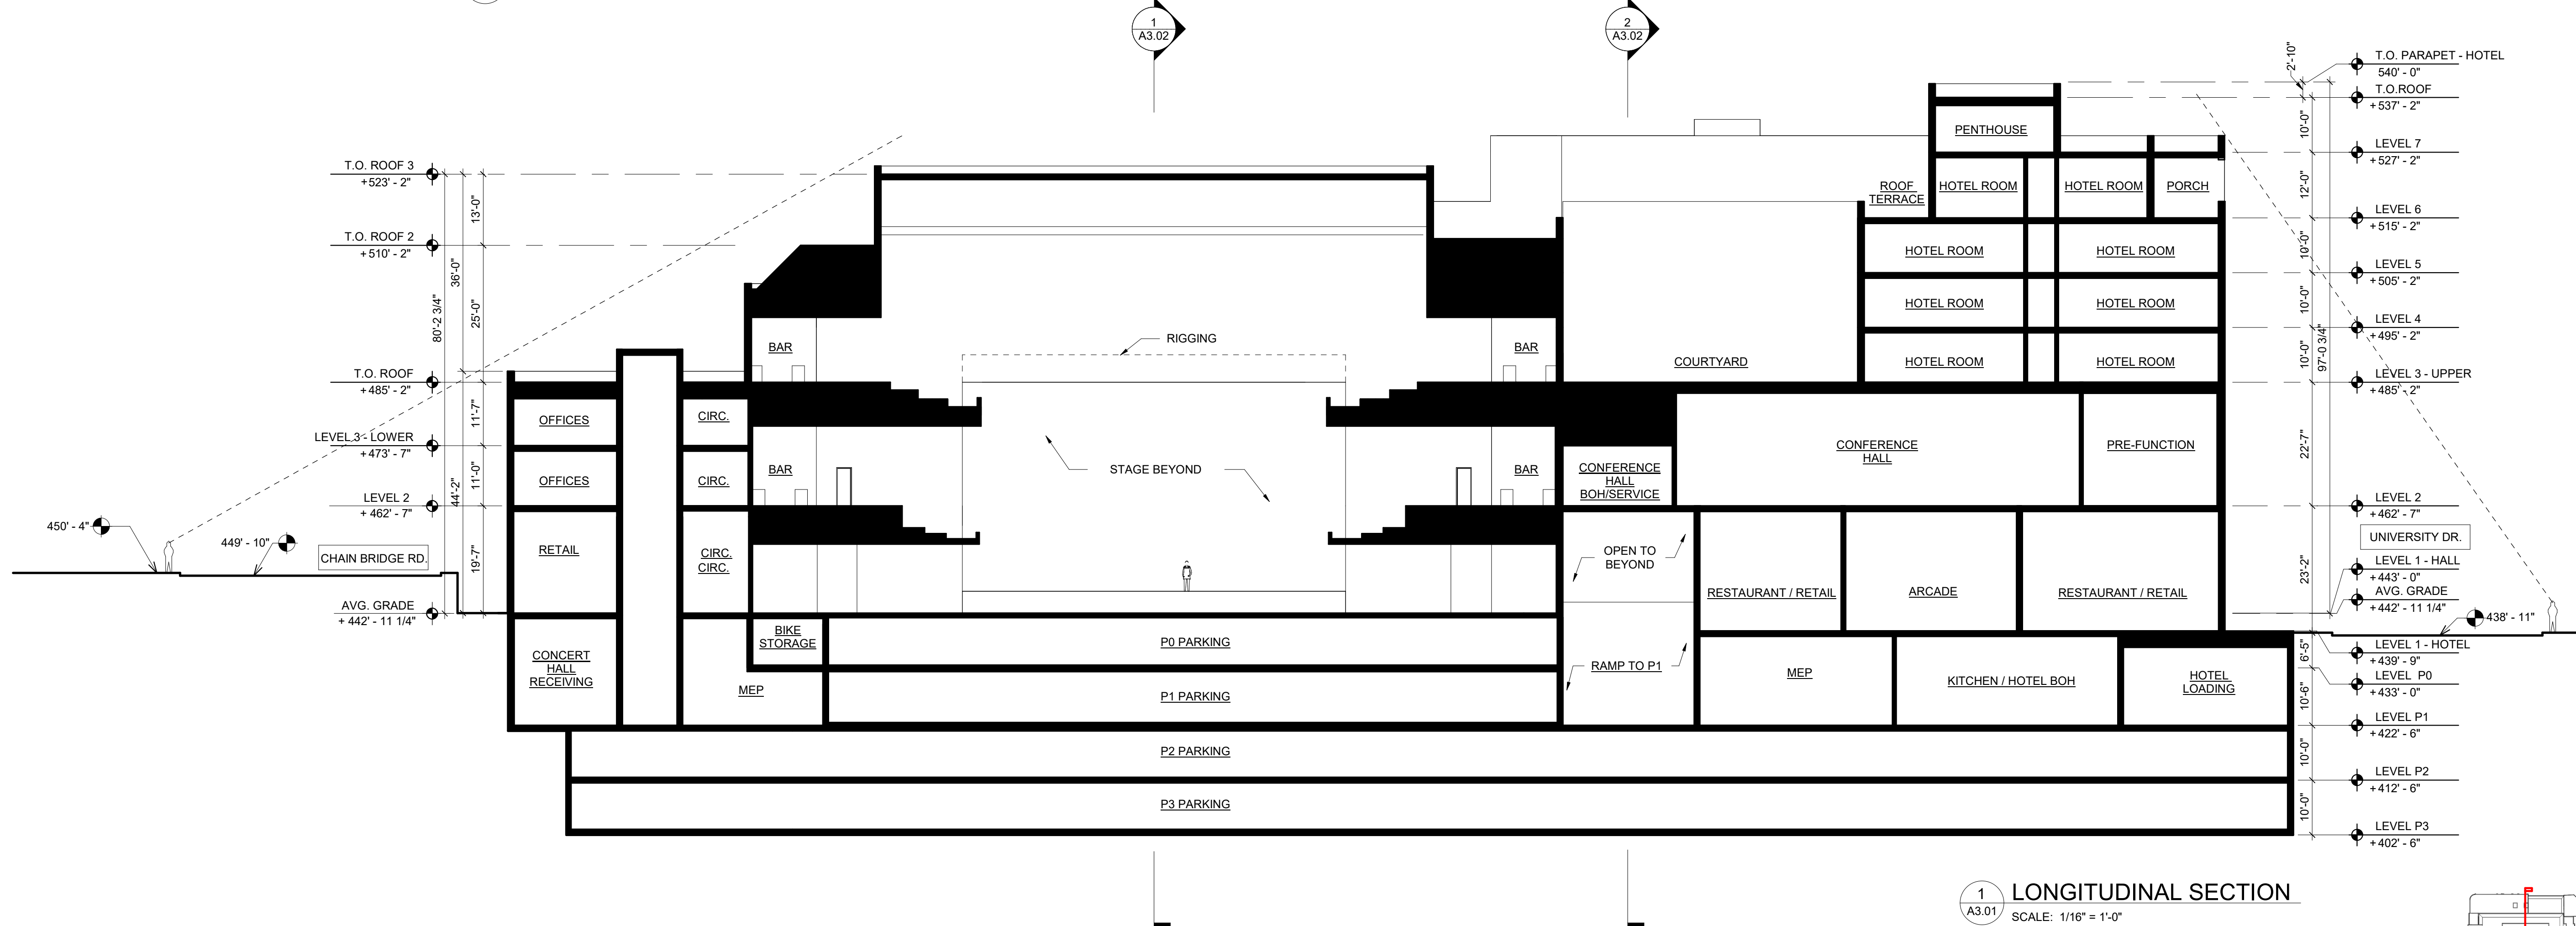 1
A3.02
2
A3.02
T.O. ROOF 3
+523' - 2"
T.O. ROOF 2
+510' - 2"
T.O. ROOF
+485' - 2"
LEVEL 3 - LOWER
+473' - 7"
LEVEL 2
+ 462' - 7"
AVG. GRADE
+ 442' - 11 1/4"
13'-0"
36'-0"
25'-0"
80'-2 3/4"
11'-7"
11'-0"
44'-2"
19'-7"
450' - 4"
449' - 10"
CHAIN BRIDGE RD.
OFFICES
OFFICES
RETAIL
CONCERT
HALL
RECEIVING
CIRC.
CIRC.
CIRC.
CIRC.
MEP
BIKE
STORAGE
BAR
BAR
BAR
BAR
RIGGING
STAGE BEYOND
P0 PARKING
P1 PARKING
P2 PARKING
P3 PARKING
COURTYARD
CONFERENCE
HALL
BOH/SERVICE
CONFERENCE
HALL
PRE-FUNCTION
OPEN TO
BEYOND
RAMP TO P1
RESTAURANT / RETAIL
ARCADE
RESTAURANT / RETAIL
MEP
KITCHEN / HOTEL BOH
HOTEL
LOADING
PENTHOUSE
ROOF
TERRACE
HOTEL ROOM
HOTEL ROOM
PORCH
HOTEL ROOM
HOTEL ROOM
HOTEL ROOM
HOTEL ROOM
HOTEL ROOM
HOTEL ROOM
2'-10"
10'-0"
12'-0"
10'-0"
10'-0"
10'-0"
97'-0 3/4"
22'-7"
23'-2"
6'-5"
10'-6"
10'-0"
10'-0"
T.O. PARAPET - HOTEL
540' - 0"
T.O.ROOF
+537' - 2"
LEVEL 7
+527' - 2"
LEVEL 6
+515' - 2"
LEVEL 5
+505' - 2"
LEVEL 4
+495' - 2"
LEVEL 3 - UPPER
+485' - 2"
LEVEL 2
+462' - 7"
UNIVERSITY DR.
LEVEL 1 - HALL
+443' - 0"
AVG. GRADE
+442' - 11 1/4"
438' - 11"
LEVEL 1 - HOTEL
+439' - 9"
LEVEL P0
+433' - 0"
LEVEL P1
+422' - 6"
LEVEL P2
+412' - 6"
LEVEL P3
+402' - 6"
1
A3.01
LONGITUDINAL SECTION
SCALE: 1/16" = 1'-0"